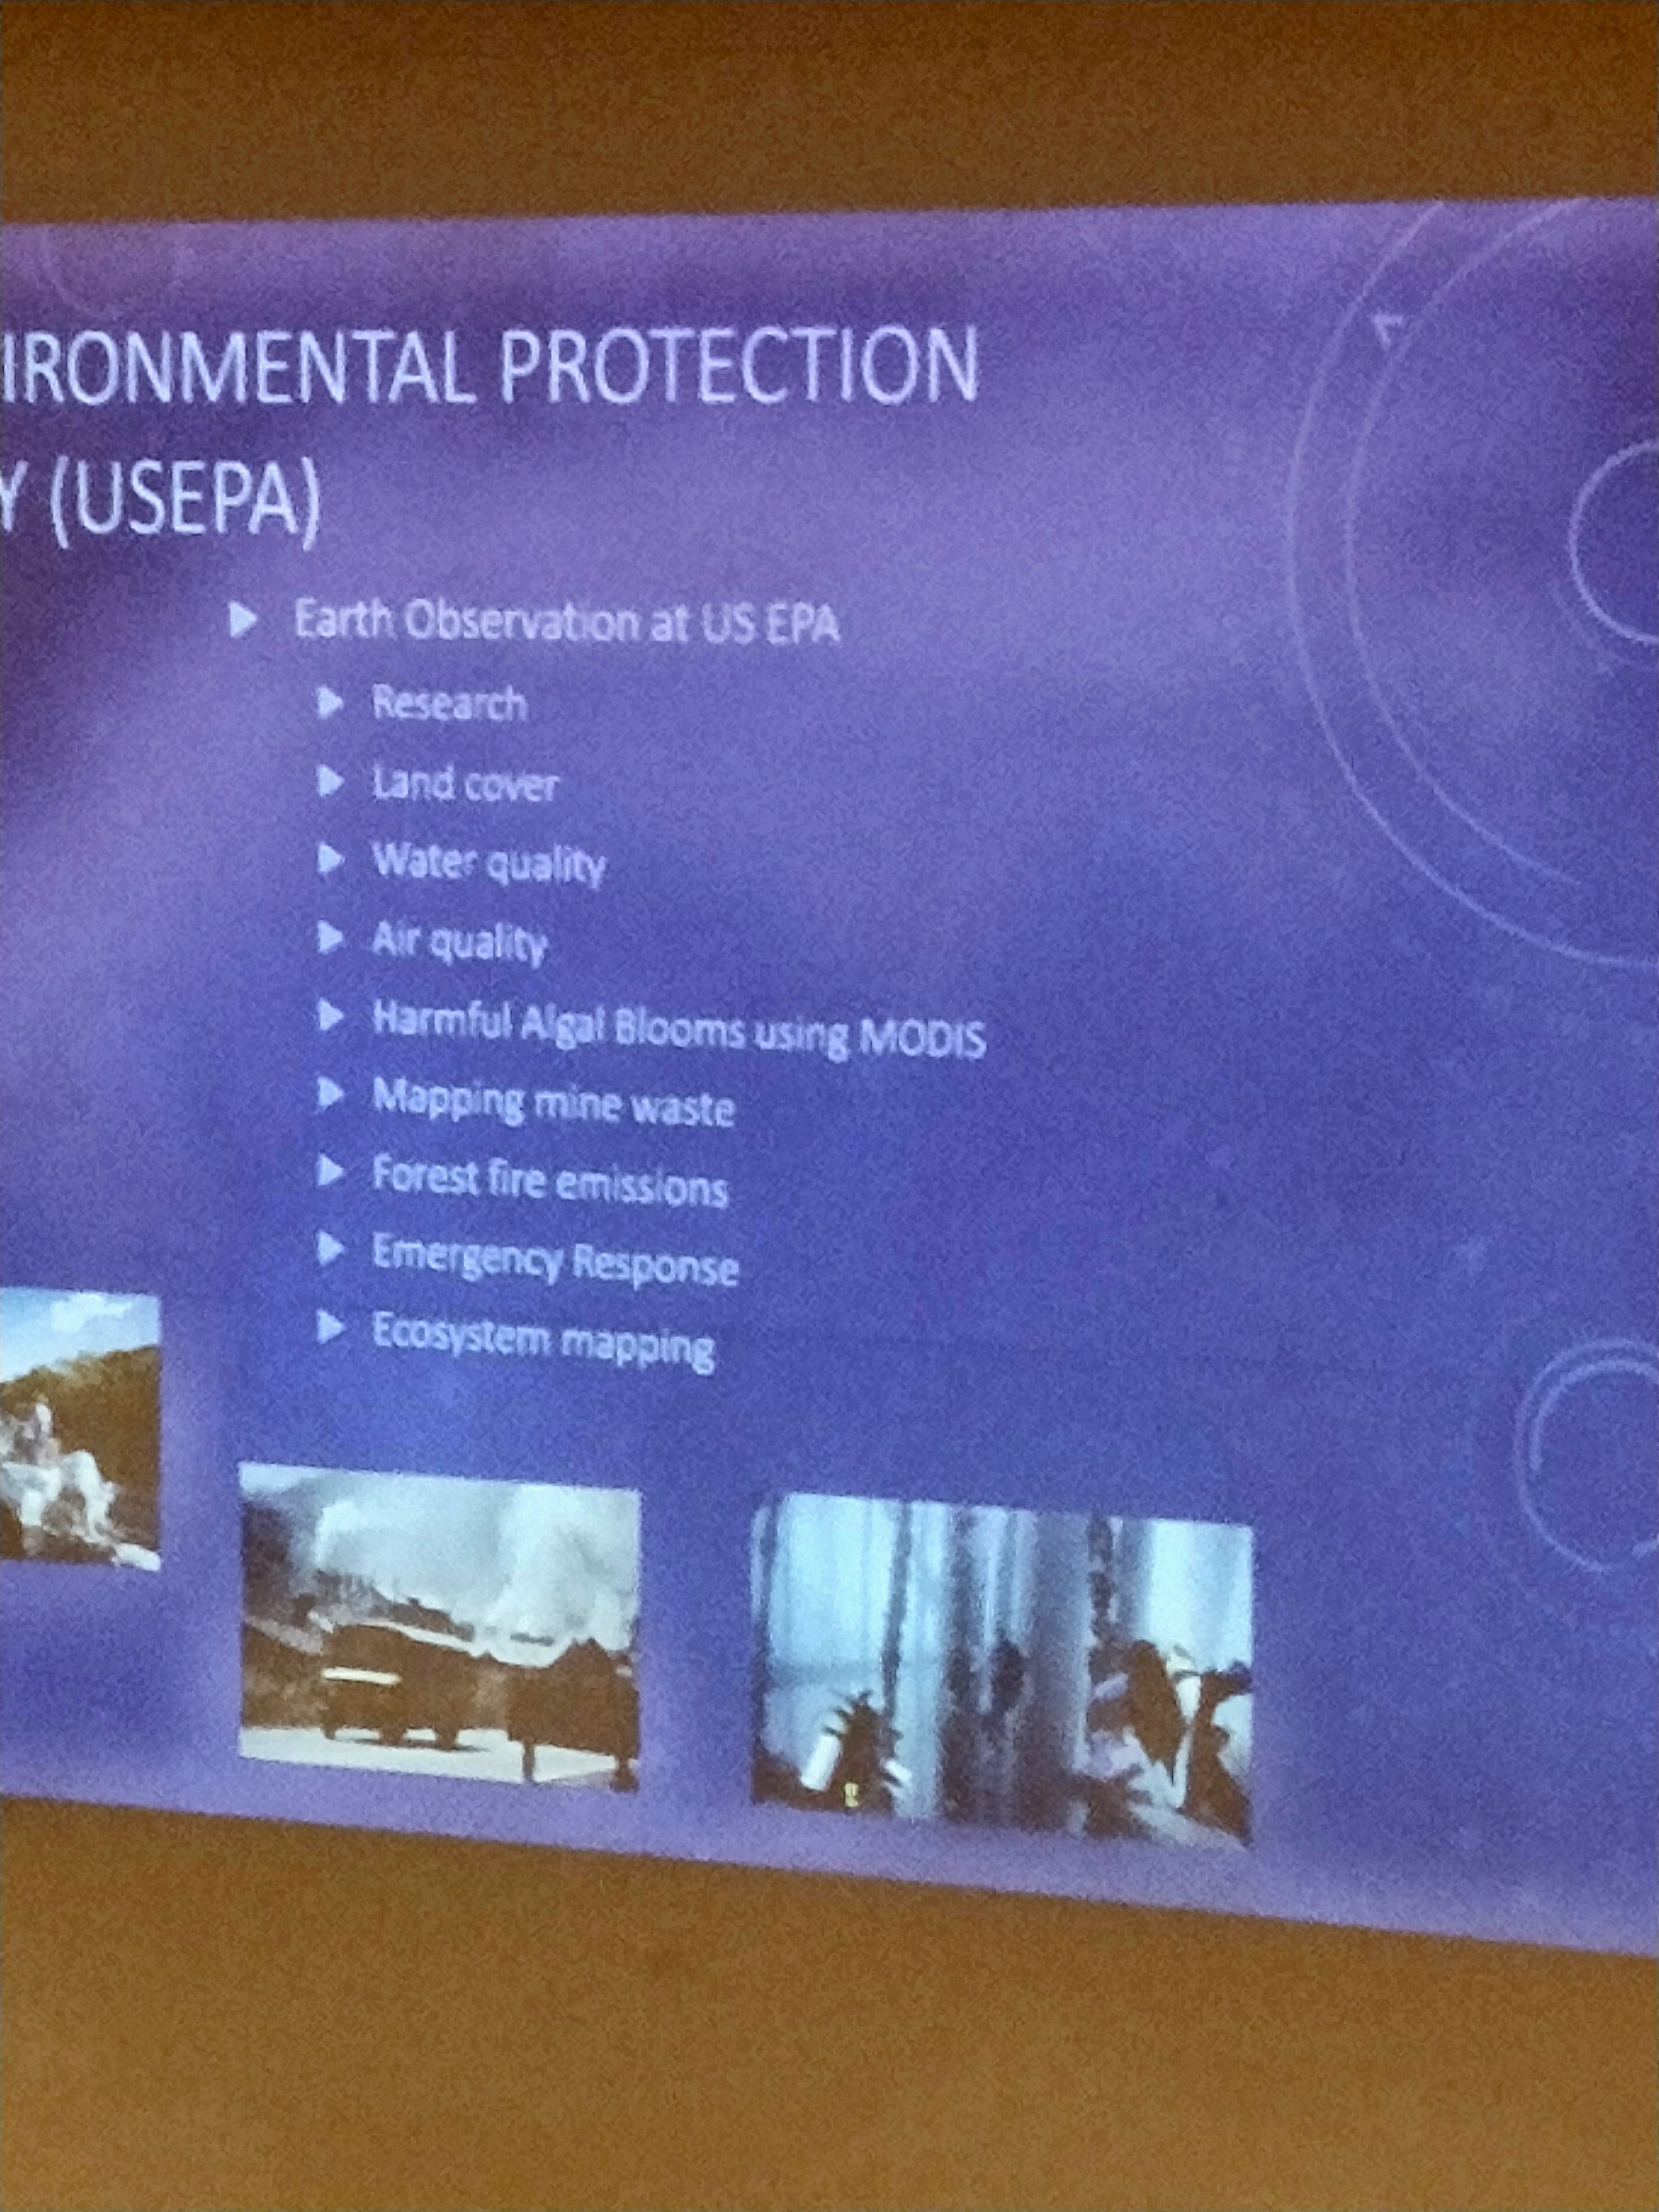 IRONMENTAL PROTECTION
Y (USEPA)
Earth Observation at US EPA
Research
Land cover
Water quality
Air quality
Harmful Algal Blooms using MODIS
Mapping mine waste
Forest fire emissions
Emergency Response
Ecosystem mapping